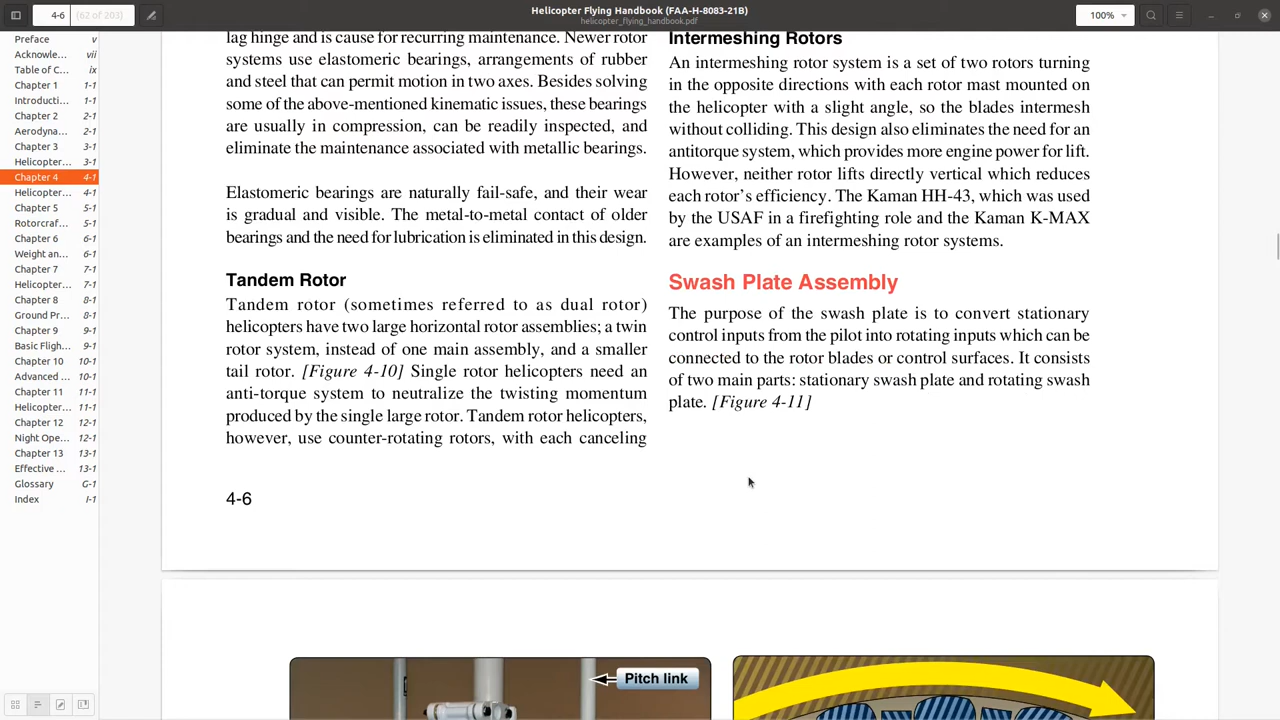 Helicopter Flying Handbook (FAA-H-8083-21B)
helicopter_flying_handbook.pdf
4-6
(62 of 203)
100%
Preface v
Acknowle... vii
Table of C... ix
Chapter 1 1-1
Introducti... 1-1
Chapter 2 2-1
Aerodyna... 2-1
Chapter 3 3-1
Helicopter... 3-1
Chapter 4 4-1
Helicopter... 4-1
Chapter 5 5-1
Rotorcraf... 5-1
Chapter 6 6-1
Weight an... 6-1
Chapter 7 7-1
Helicopter... 7-1
Chapter 8 8-1
Ground Pr... 8-1
Chapter 9 9-1
Basic Fligh... 9-1
Chapter 10 10-1
Advanced ... 10-1
Chapter 11 11-1
Helicopter... 11-1
Chapter 12 12-1
Night Ope... 12-1
Chapter 13 13-1
Effective ... 13-1
Glossary G-1
Index I-1
lag hinge and is cause for recurring maintenance. Newer rotor
systems use elastomeric bearings, arrangements of rubber
and steel that can permit motion in two axes. Besides solving
some of the above-mentioned kinematic issues, these bearings
are usually in compression, can be readily inspected, and
eliminate the maintenance associated with metallic bearings.
Elastomeric bearings are naturally fail-safe, and their wear
is gradual and visible. The metal-to-metal contact of older
bearings and the need for lubrication is eliminated in this design.
Tandem Rotor
Tandem rotor (sometimes referred to as dual rotor)
helicopters have two large horizontal rotor assemblies; a twin
rotor system, instead of one main assembly, and a smaller
tail rotor. [Figure 4-10] Single rotor helicopters need an
anti-torque system to neutralize the twisting momentum
produced by the single large rotor. Tandem rotor helicopters,
however, use counter-rotating rotors, with each canceling
4-6
Intermeshing Rotors
An intermeshing rotor system is a set of two rotors turning
in the opposite directions with each rotor mast mounted on
the helicopter with a slight angle, so the blades intermesh
without colliding. This design also eliminates the need for an
antitorque system, which provides more engine power for lift.
However, neither rotor lifts directly vertical which reduces
each rotor’s efficiency. The Kaman HH-43, which was used
by the USAF in a firefighting role and the Kaman K-MAX
are examples of an intermeshing rotor systems.
Swash Plate Assembly
The purpose of the swash plate is to convert stationary
control inputs from the pilot into rotating inputs which can be
connected to the rotor blades or control surfaces. It consists
of two main parts: stationary swash plate and rotating swash
plate. [Figure 4-11]
Pitch link